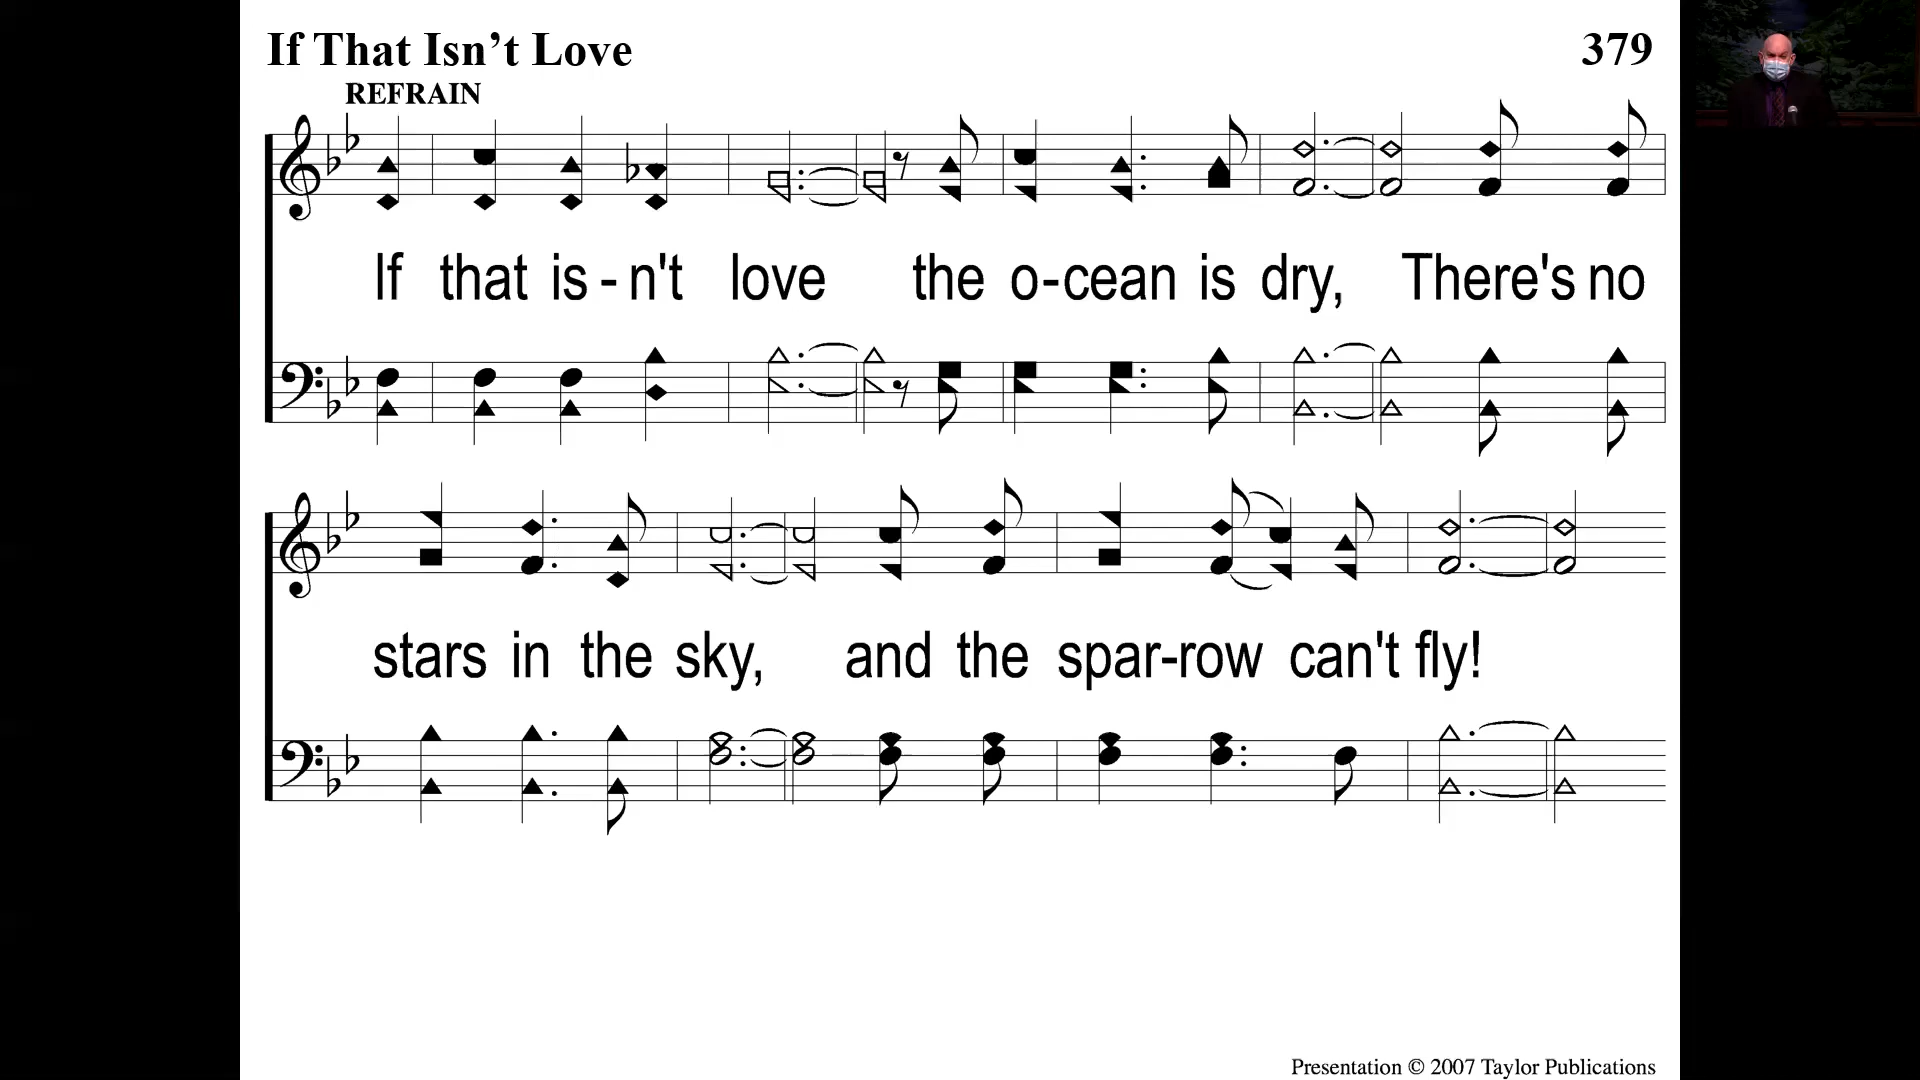 If That Isn’t Love
379
REFRAIN
If that is - n't love the o-cean is dry, There's no
stars in the sky, and the spar-row can't fly!
Presentation © 2007 Taylor Publications